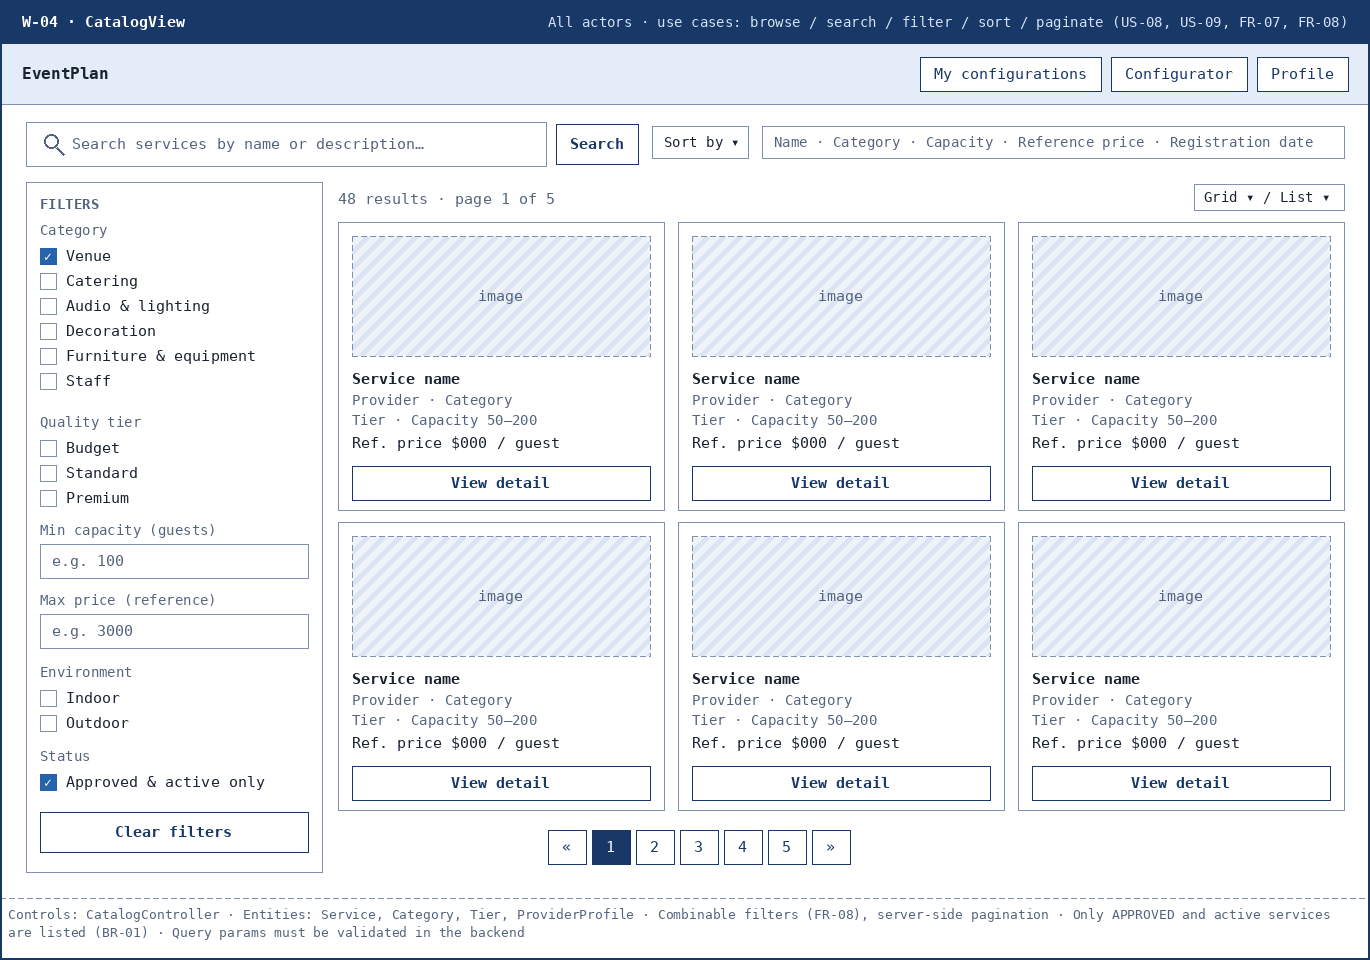 W-04 · CatalogView
All actors · use cases: browse / search / filter / sort / paginate (US-08, US-09, FR-07, FR-08)
EventPlan
My configurations
Configurator
Profile
Search services by name or description…
Search
Sort by ▾
Name · Category · Capacity · Reference price · Registration date
FILTERS
Category
✓ Venue
Catering
Audio & lighting
Decoration
Furniture & equipment
Staff
Quality tier
Budget
Standard
Premium
Min capacity (guests)
e.g. 100
Max price (reference)
e.g. 3000
Environment
Indoor
Outdoor
Status
✓ Approved & active only
Clear filters
48 results · page 1 of 5
Grid ▾ / List ▾
image
Service name
Provider · Category
Tier · Capacity 50–200
Ref. price $000 / guest
View detail
image
Service name
Provider · Category
Tier · Capacity 50–200
Ref. price $000 / guest
View detail
image
Service name
Provider · Category
Tier · Capacity 50–200
Ref. price $000 / guest
View detail
image
Service name
Provider · Category
Tier · Capacity 50–200
Ref. price $000 / guest
View detail
image
Service name
Provider · Category
Tier · Capacity 50–200
Ref. price $000 / guest
View detail
image
Service name
Provider · Category
Tier · Capacity 50–200
Ref. price $000 / guest
View detail
« 1 2 3 4 5 »
Controls: CatalogController · Entities: Service, Category, Tier, ProviderProfile · Combinable filters (FR-08), server-side pagination · Only APPROVED and active services
are listed (BR-01) · Query params must be validated in the backend